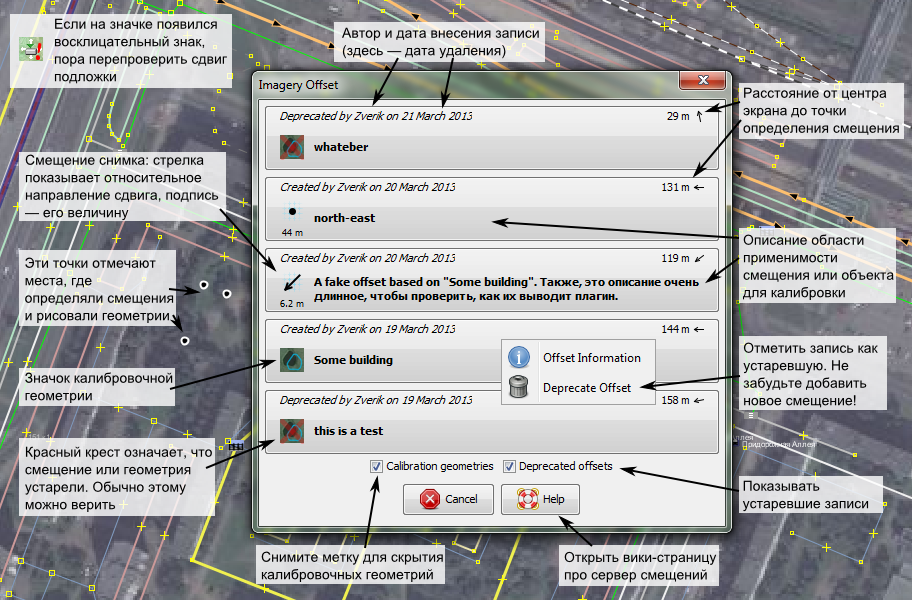 Если на значке появился
восклицательный знак,
пора перепроверить сдвиг
подложки
Автор и дата внесения записи
(здесь — дата удаления)
Расстояние от центра
экрана до точки
определения смещения
Imagery Offset
Deprecated by Zverik on 21 March 2013
29 m
whateber
Created by Zverik on 20 March 2013
131 m
north-east
44 m
Смещение снимка: стрелка
показывает относительное
направление сдвига, подпись
— его величину
Created by Zverik on 20 March 2013
119 m
A fake offset based on "Some building". Также, это описание очень
длинное, чтобы проверить, как их выводит плагин.
6.2 m
Описание области
применимости
смещения или объекта
для калибровки
Эти точки отмечают
места, где
определяли смещения
и рисовали геометрии
Created by Zverik on 19 March 2013
144 m
Some building
Offset Information
Deprecate Offset
Отметить запись как
устаревшую. Не
забудьте добавить
новое смещение!
Значок калибровочной
геометрии
Deprecated by Zverik on 19 March 2013
158 m
this is a test
Красный крест означает, что
смещение или геометрия
устарели. Обычно этому
можно верить
Придорожная Аллея
Calibration geometries
Deprecated offsets
Показывать
устаревшие записи
Cancel
Help
Снимите метку для скрытия
калибровочных геометрий
Открыть вики-страницу
про сервер смещений